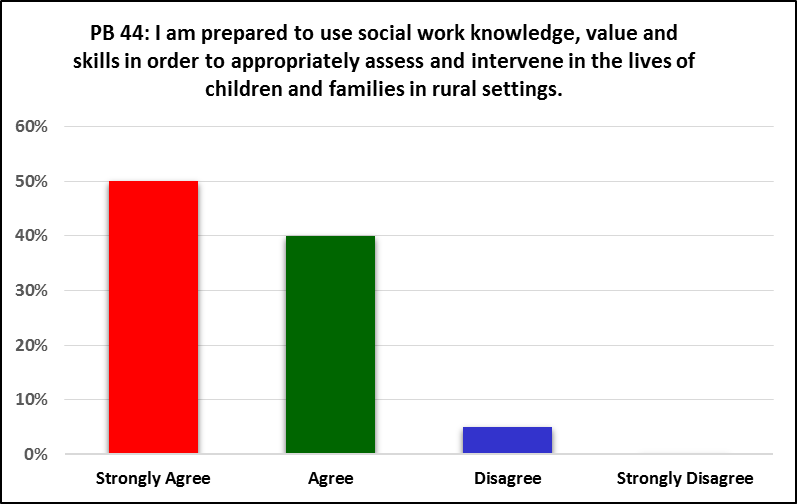 PB 44: I am prepared to use social work knowledge, value and
skills in order to appropriately assess and intervene in the lives of
children and families in rural settings.
60%
50%
40%
30%
20%
10%
0%
Strongly Agree
Agree
Disagree
Strongly Disagree